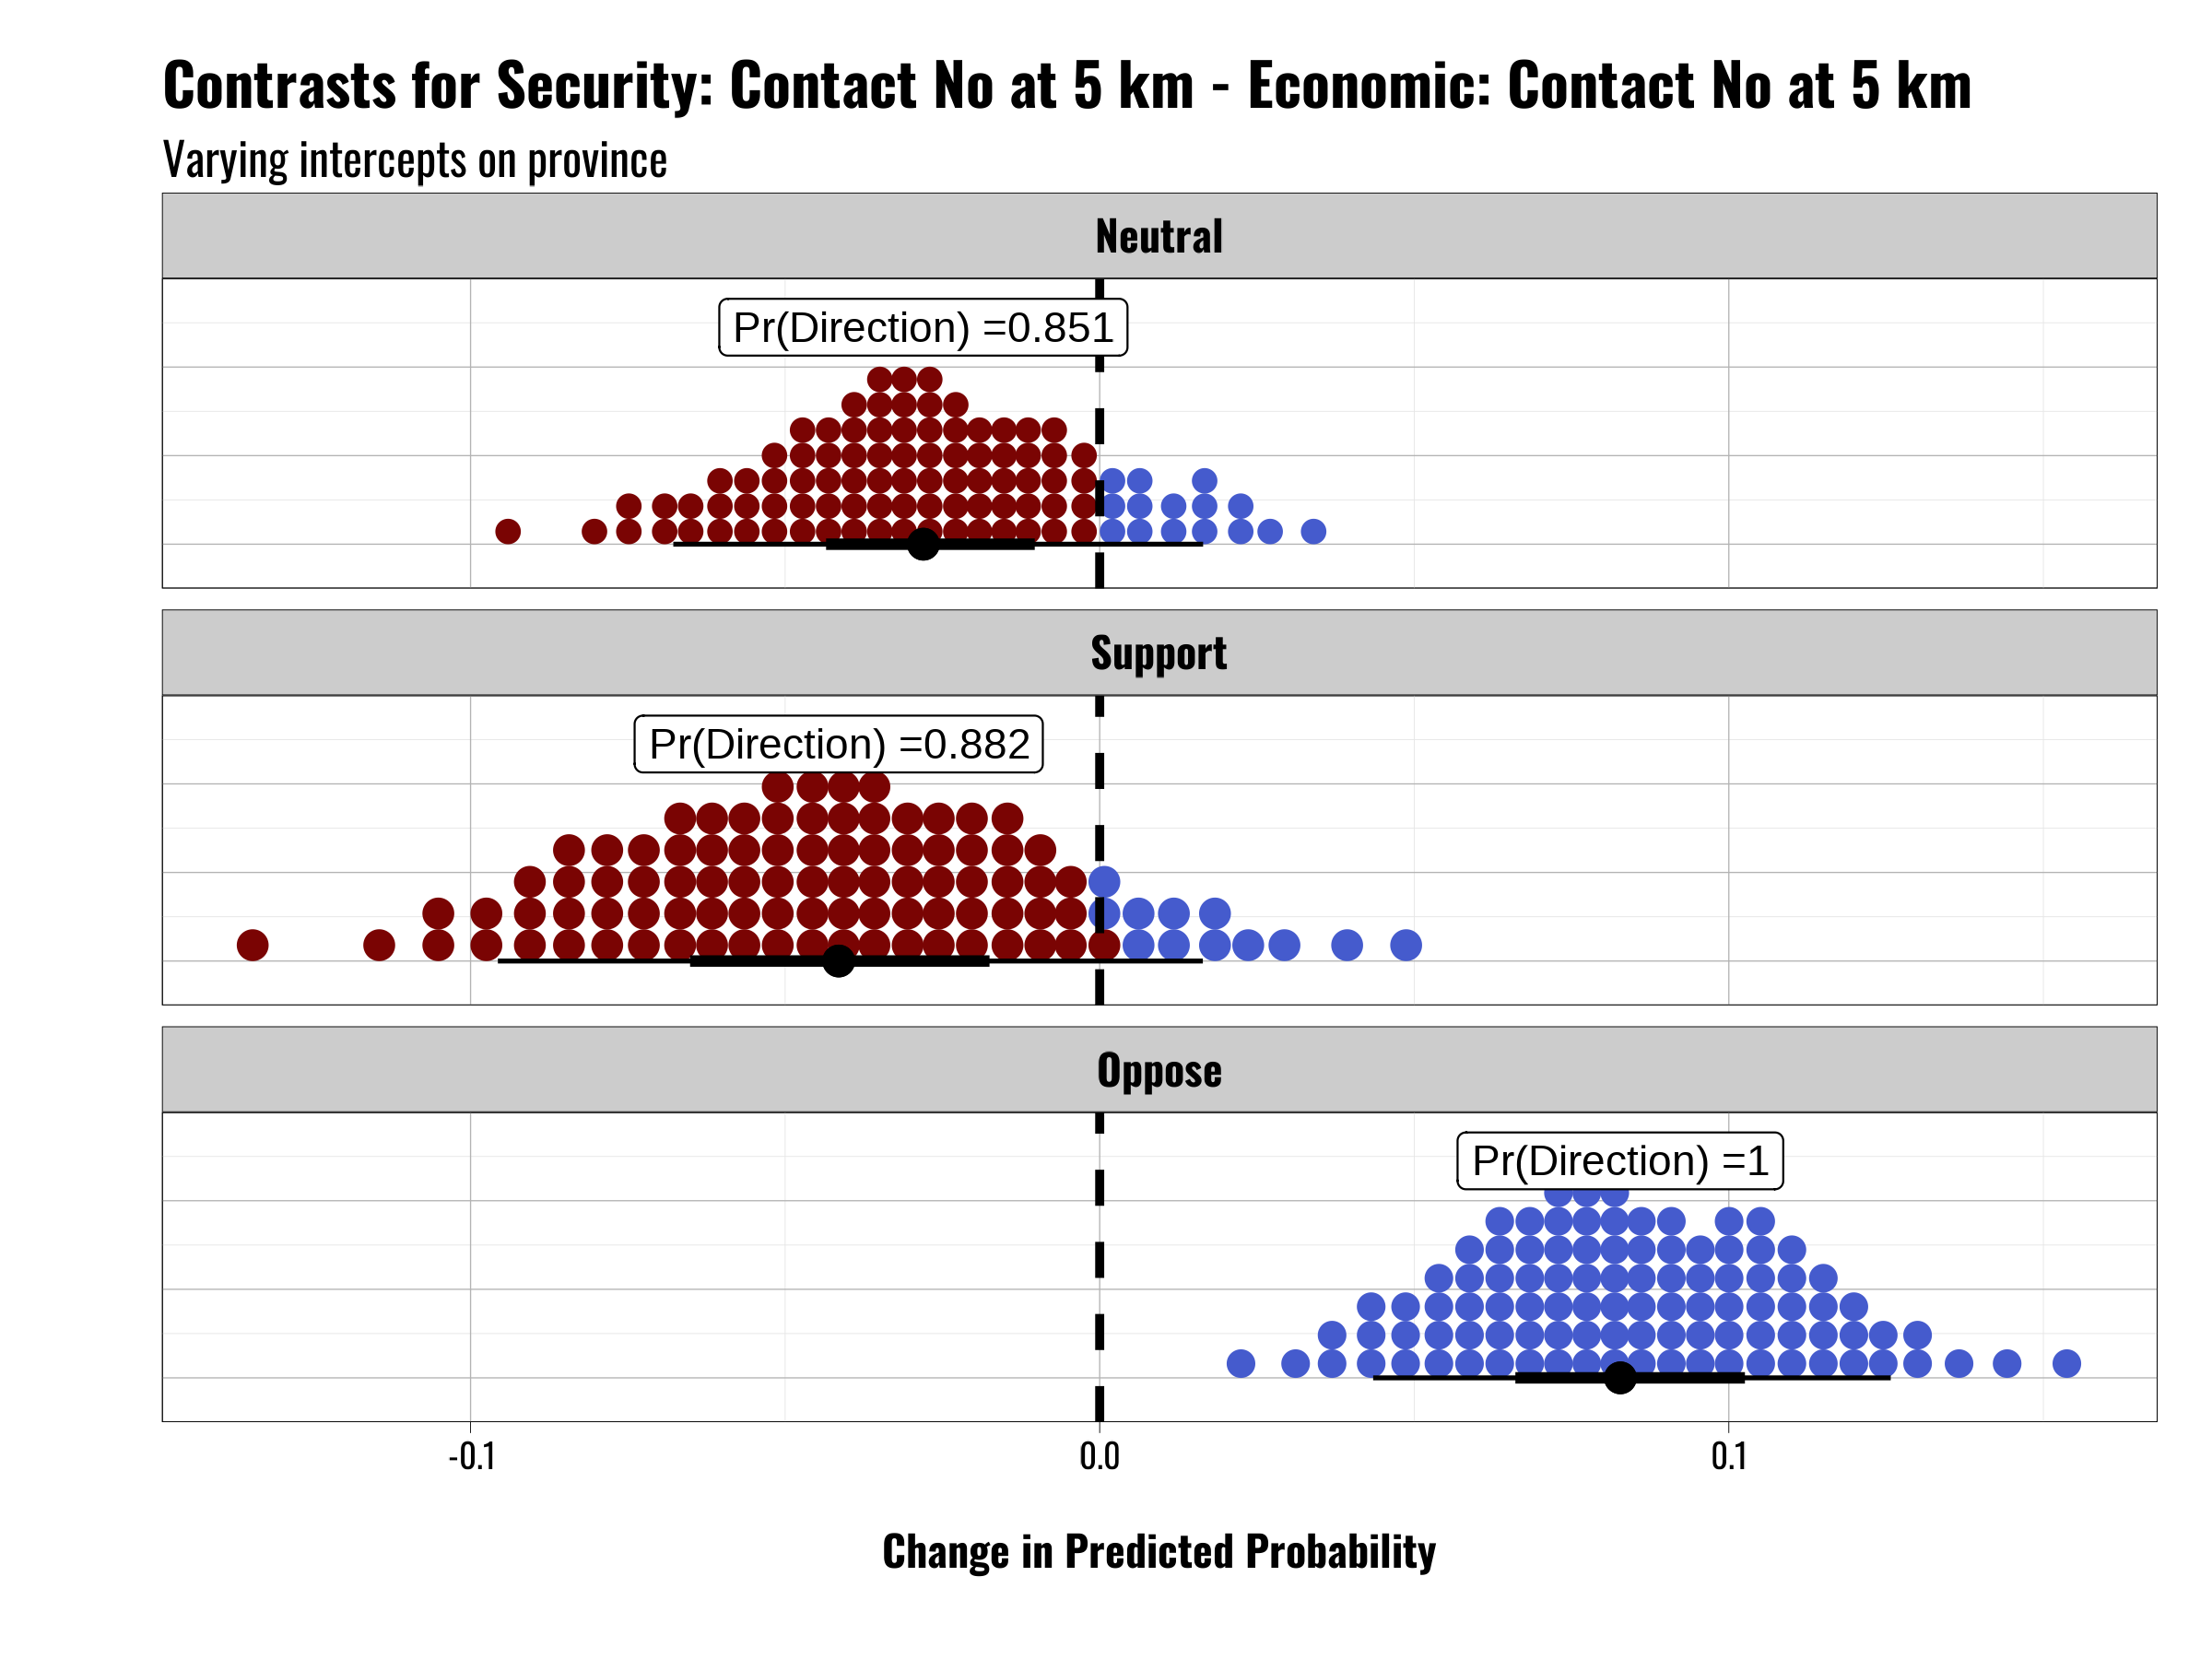 Contrasts for Security: Contact No at 5 km - Economic: Contact No at 5 km
Varying intercepts on province
Neutral
Pr(Direction) =0.851
Support
Pr(Direction) =0.882
Oppose
Pr(Direction) =1
-0.1 0.0 0.1
Change in Predicted Probability